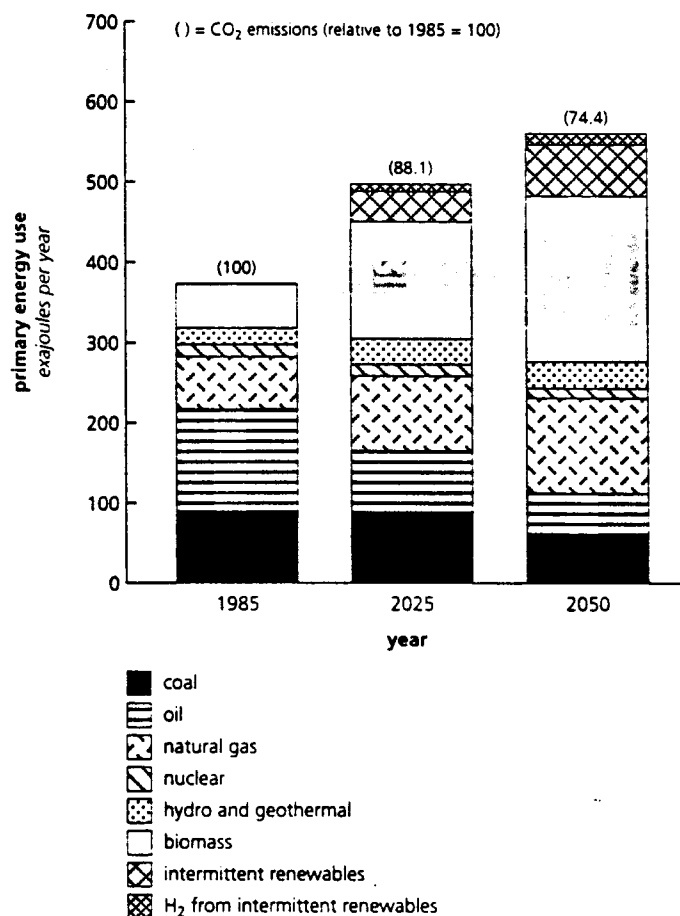 700
( ) = CO₂ emissions (relative to 1985 = 100)
600
(74.4)
(88.1)
500
400
(100)
300
200
100
0
primary energy use
exajoules per year
1985 2025 2050
year
coal
oil
natural gas
nuclear
hydro and geothermal
biomass
intermittent renewables
H₂ from intermittent renewables